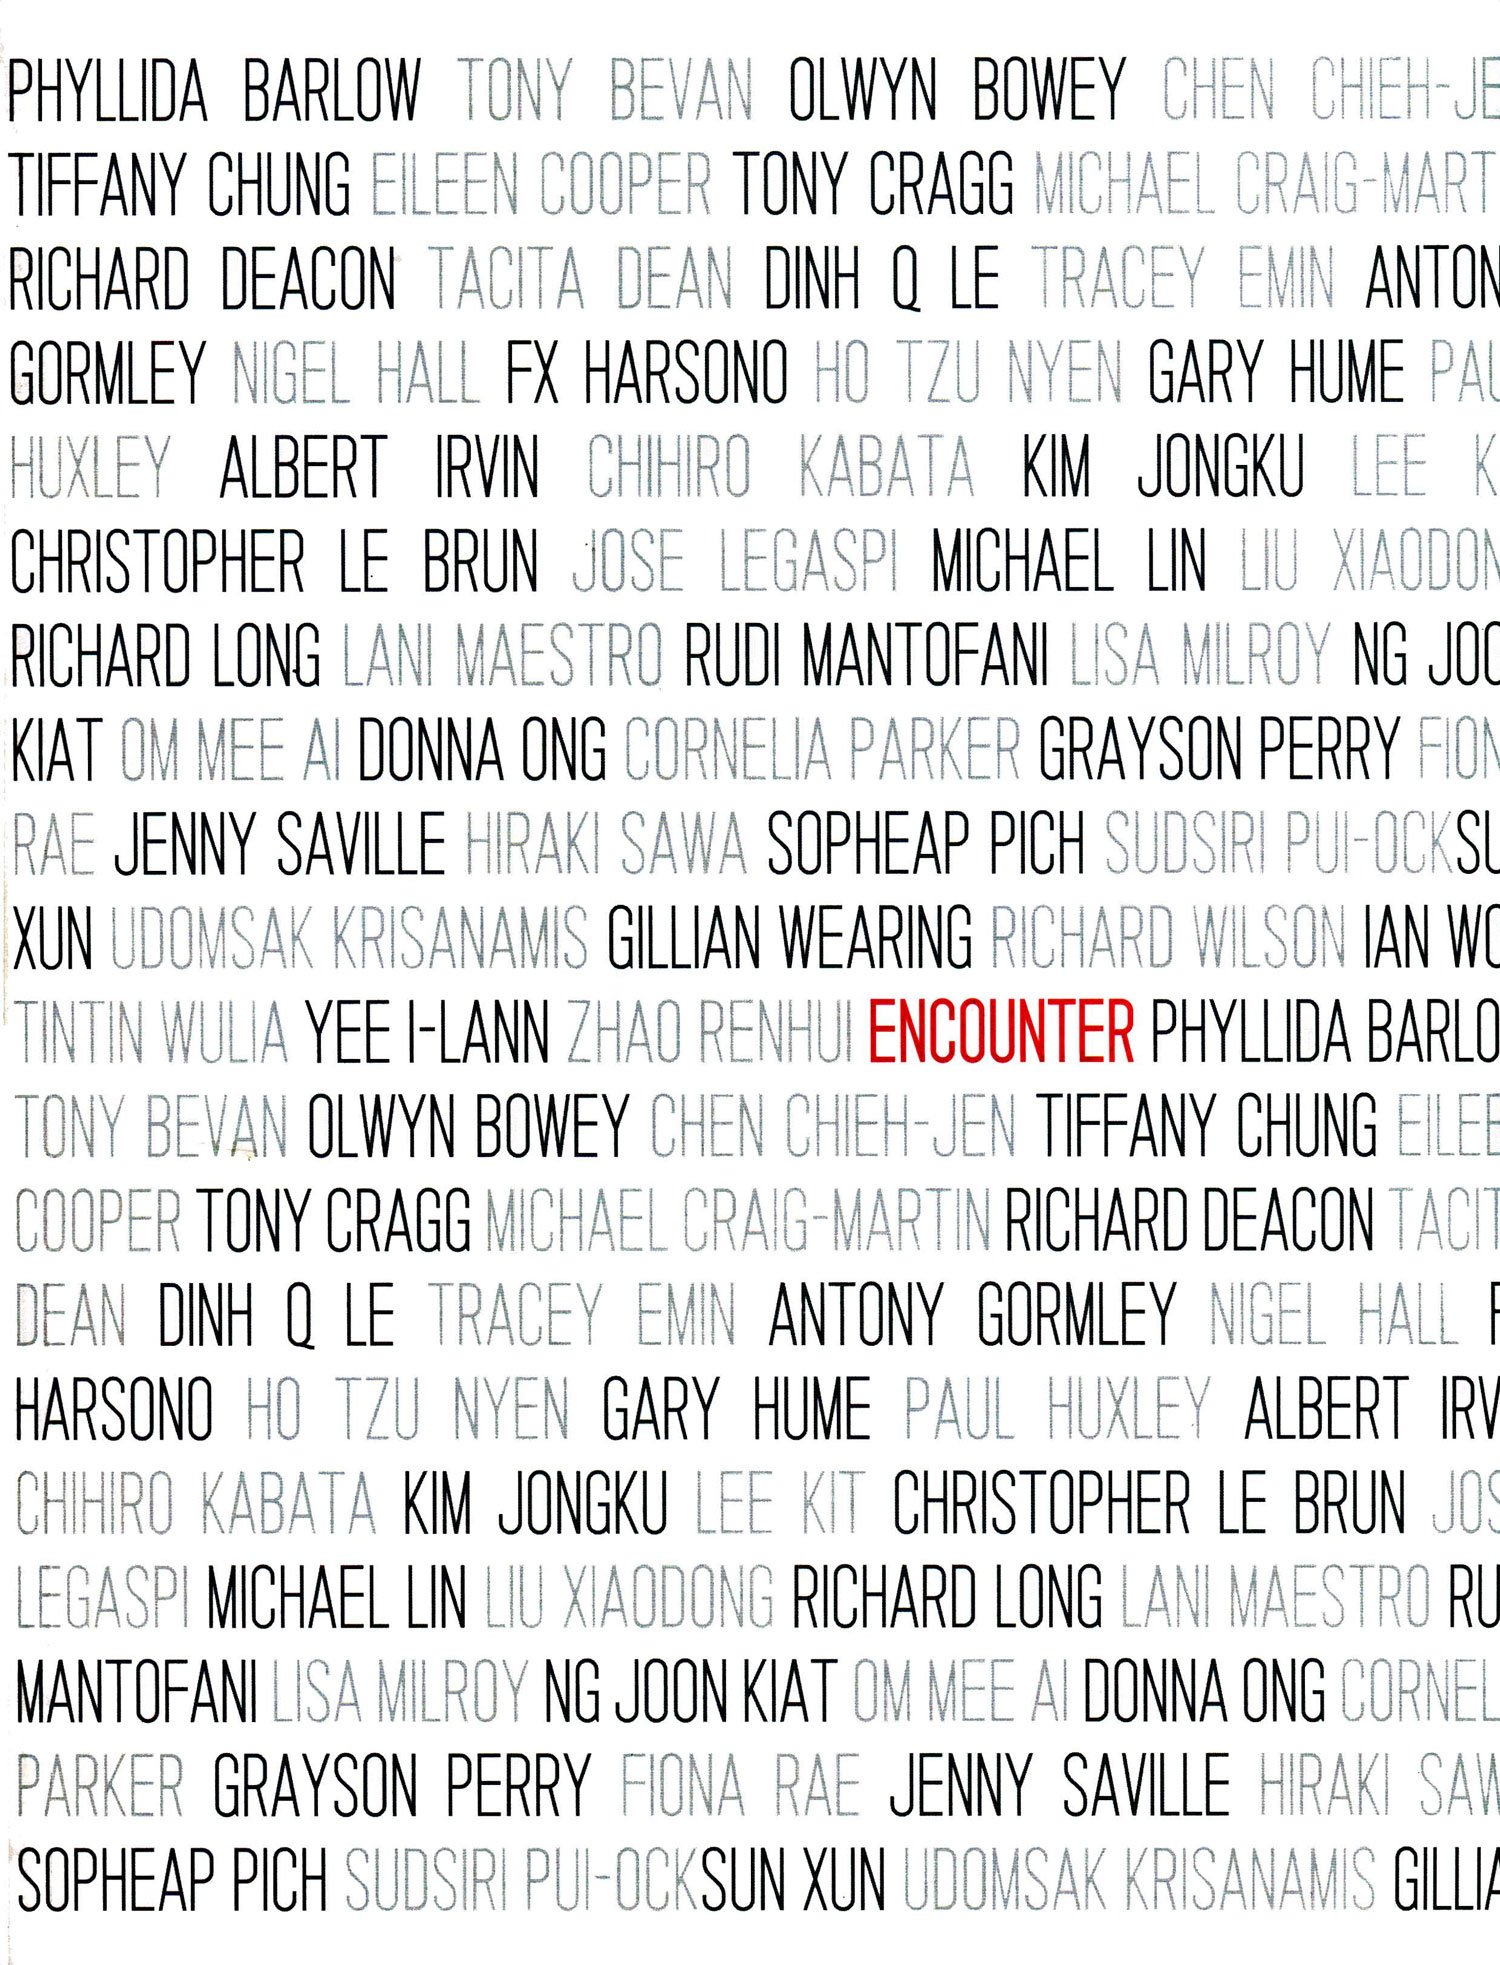 PHYLLIDA BARLOW TONY BEVAN OLWYN BOWEY CHEN CHIEH-JE
TIFFANY CHUNG EILEEN COOPER TONY CRAGG MICHAEL CRAIG-MART
RICHARD DEACON TACITA DEAN DINH Q LE TRACEY EMIN ANTON
GORMLEY NIGEL HALL FX HARSONO HO TZU NYEN GARY HUME PAU
HUXLEY ALBERT IRVIN CHIHIRO KABATA KIM JONGKU LEE K
CHRISTOPHER LE BRUN JOSE LEGASPI MICHAEL LIN LIU XIAODON
RICHARD LONG LANI MAESTRO RUDI MANTOFANI LISA MILROY NG JOO
KIAT OM MEE AI DONNA ONG CORNELIA PARKER GRAYSON PERRY FION
RAE JENNY SAVILLE HIRAKI SAWA SOPHEAP PICH SUDSIRI PUI-OCKSU
XUN UDOMSAK KRISANAMIS GILLIAN WEARING RICHARD WILSON IAN WO
TINTIN WULIA YEE I-LANN ZHAO RENHUI ENCOUNTER PHYLLIDA BARLO
TONY BEVAN OLWYN BOWEY CHEN CHIEH-JEN TIFFANY CHUNG EILEE
COOPER TONY CRAGG MICHAEL CRAIG-MARTIN RICHARD DEACON TACIT
DEAN DINH Q LE TRACEY EMIN ANTONY GORMLEY NIGEL HALL F
HARSONO HO TZU NYEN GARY HUME PAUL HUXLEY ALBERT IRV
CHIHIRO KABATA KIM JONGKU LEE KIT CHRISTOPHER LE BRUN JOS
LEGASPI MICHAEL LIN LIU XIAODONG RICHARD LONG LANI MAESTRO RU
MANTOFANI LISA MILROY NG JOON KIAT OM MEE AI DONNA ONG CORNEL
PARKER GRAYSON PERRY FIONA RAE JENNY SAVILLE HIRAKI SAW
SOPHEAP PICH SUDSIRI PUI-OCKSUN XUN UDOMSAK KRISANAMIS GILLIA